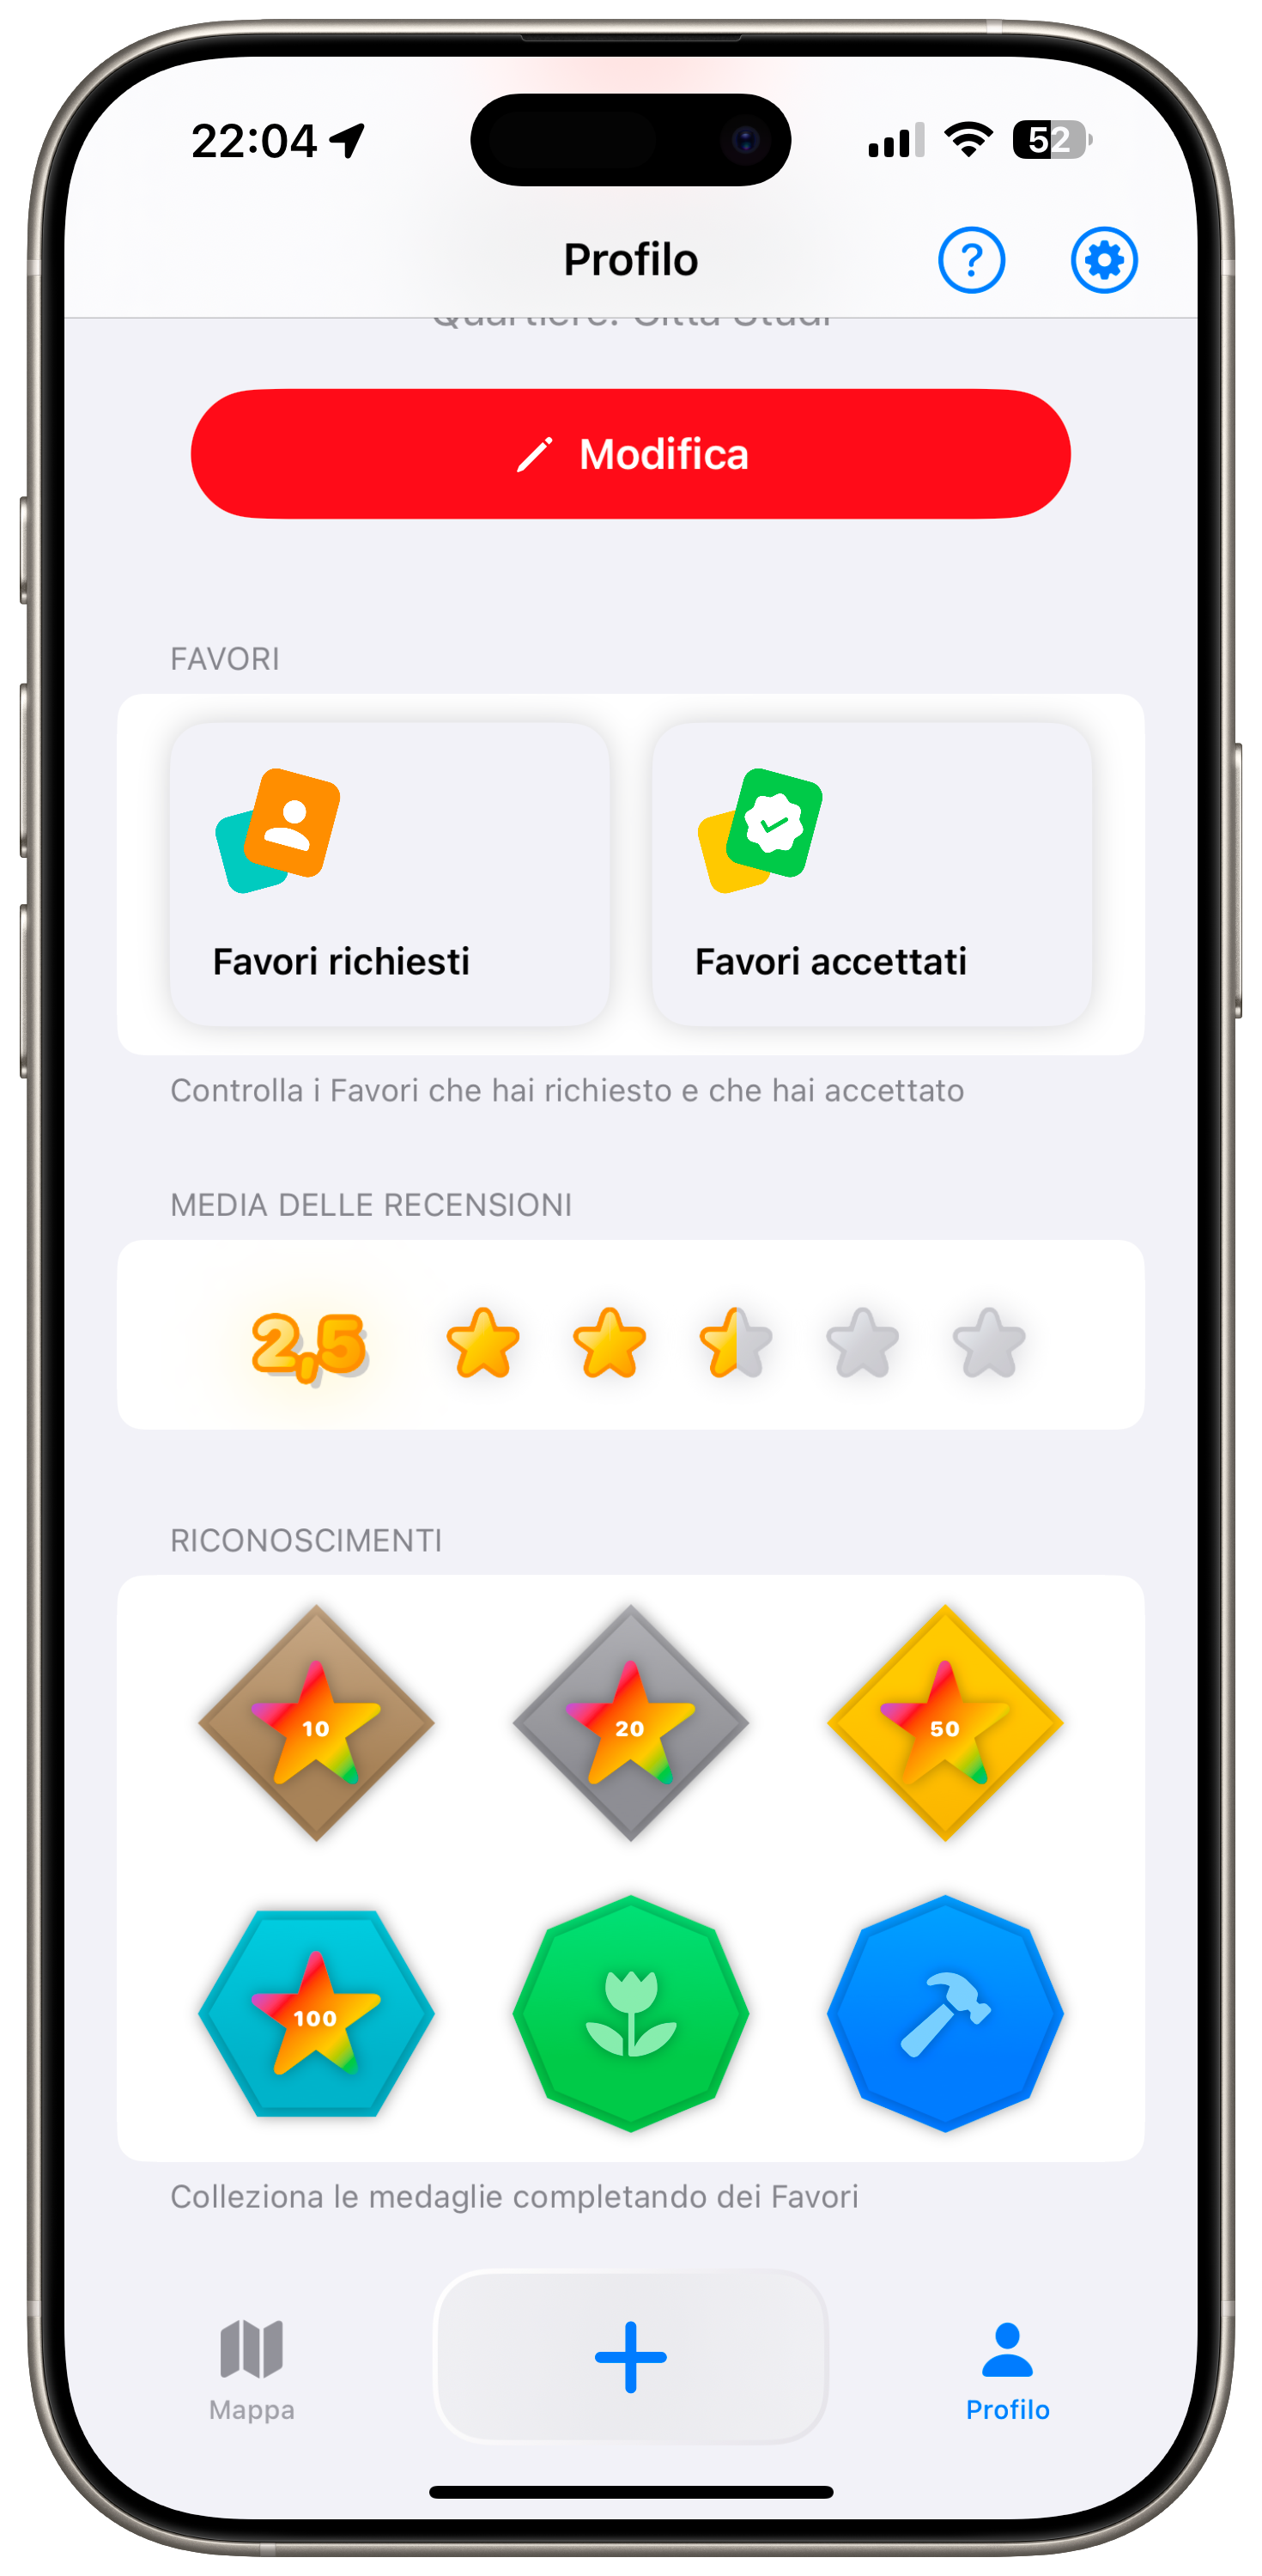 22:04
52
Profilo
?
Quartiere: Città Studi
Modifica
FAVORI
Favori richiesti
Favori accettati
Controlla i Favori che hai richiesto e che hai accettato
MEDIA DELLE RECENSIONI
2,5
RICONOSCIMENTI
10
20
50
100
Colleziona le medaglie completando dei Favori
Mappa
Profilo